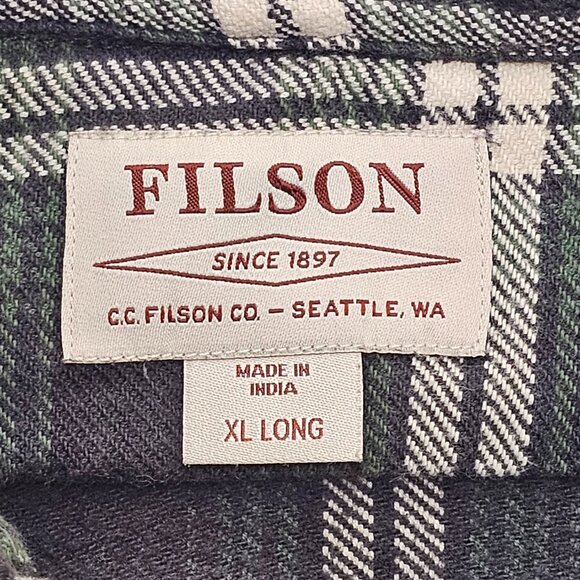 FILSON
SINCE 1897
C.C. FILSON CO. – SEATTLE, WA
MADE IN
INDIA
XL LONG